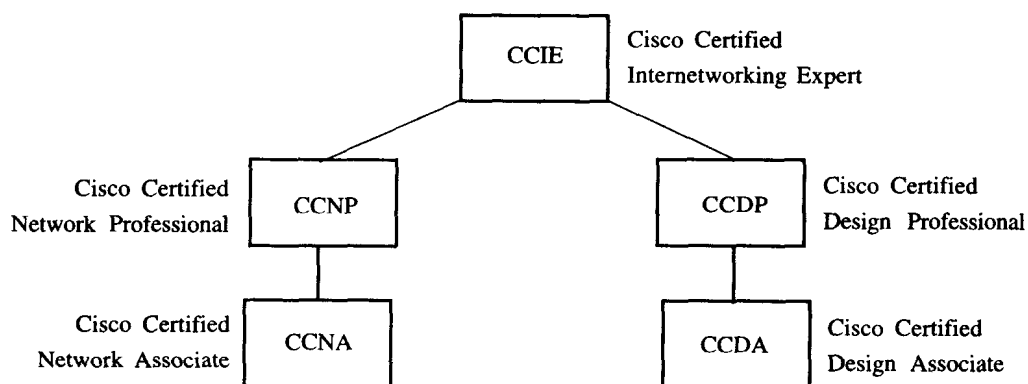 CCIE
Cisco Certified
Internetworking Expert
Cisco Certified
Network Professional
CCNP
CCDP
Cisco Certified
Design Professional
Cisco Certified
Network Associate
CCNA
CCDA
Cisco Certified
Design Associate